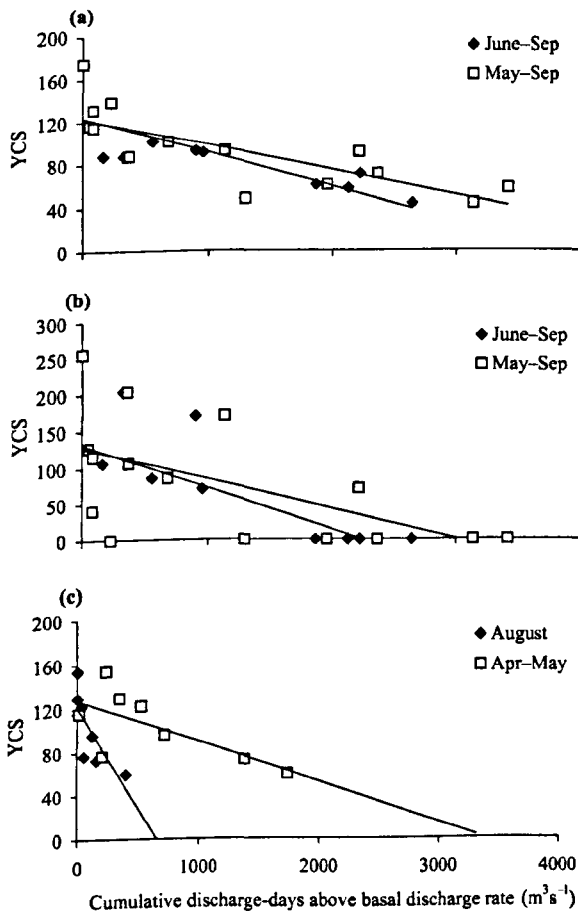 (a)
200
160
120
80
40
0
YCS
June–Sep
May–Sep
(b)
300
250
200
150
100
50
0
YCS
June–Sep
May–Sep
(c)
200
160
120
80
40
0
YCS
August
Apr–May
0 1000 2000 3000 4000
Cumulative discharge-days above basal discharge rate (m³s⁻¹)